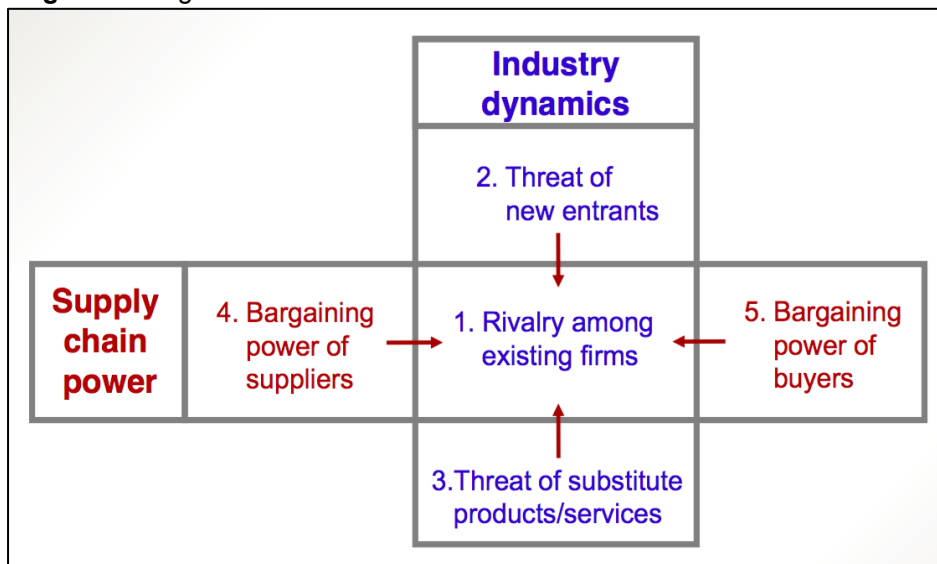 Industry
dynamics
2. Threat of
new entrants
Supply
chain
power
4. Bargaining
power of
suppliers
1. Rivalry among
existing firms
5. Bargaining
power of
buyers
3.Threat of substitute
products/services